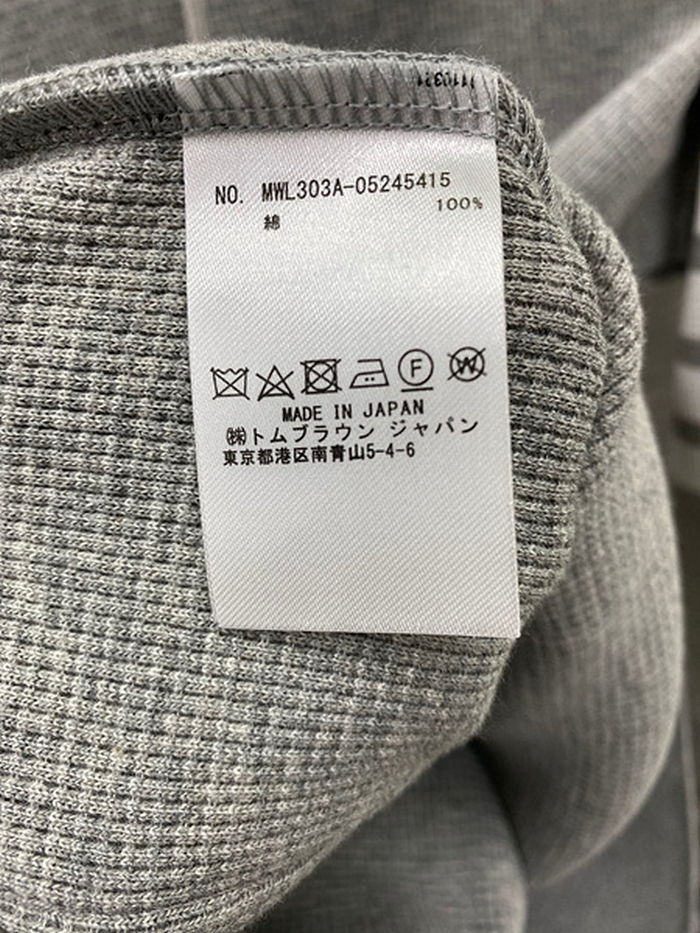 NO. MWL303A-05245415
綿 100%
F W
MADE IN JAPAN
㈱トムブラウン ジャパン
東京都港区南青山5-4-6